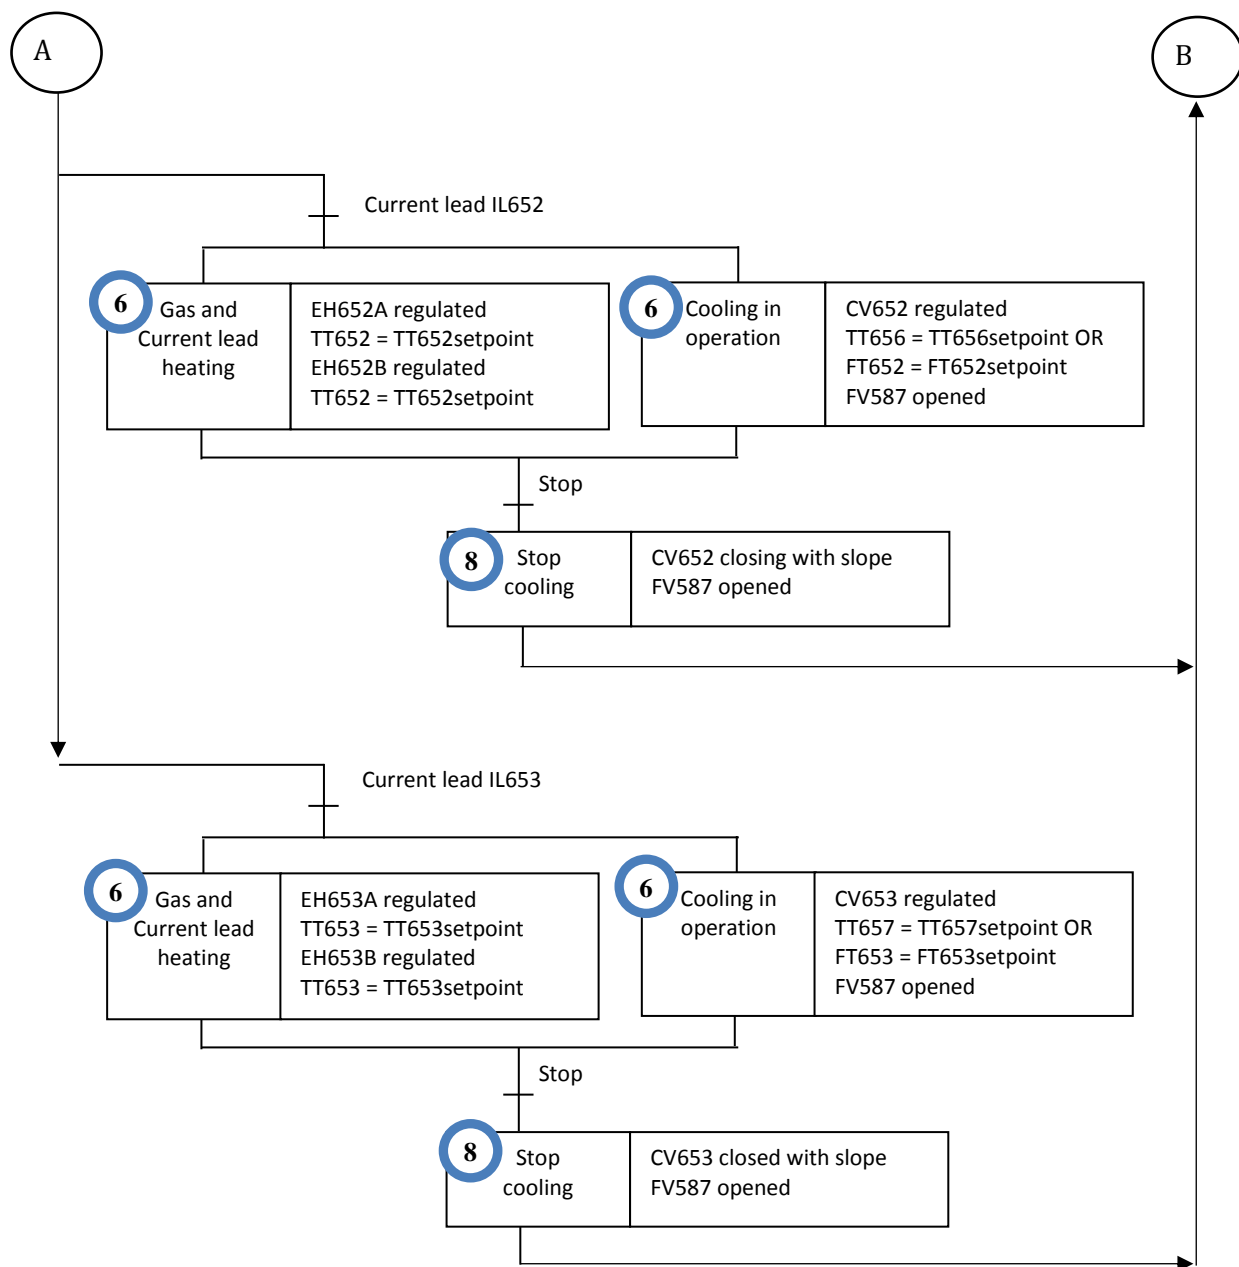 A
B
Current lead IL652
6
Gas and
Current lead
heating
EH652A regulated
TT652 = TT652setpoint
EH652B regulated
TT652 = TT652setpoint
6
Cooling in
operation
CV652 regulated
TT656 = TT656setpoint OR
FT652 = FT652setpoint
FV587 opened
Stop
8
Stop
cooling
CV652 closing with slope
FV587 opened
Current lead IL653
6
Gas and
Current lead
heating
EH653A regulated
TT653 = TT653setpoint
EH653B regulated
TT653 = TT653setpoint
6
Cooling in
operation
CV653 regulated
TT657 = TT657setpoint OR
FT653 = FT653setpoint
FV587 opened
Stop
8
Stop
cooling
CV653 closed with slope
FV587 opened